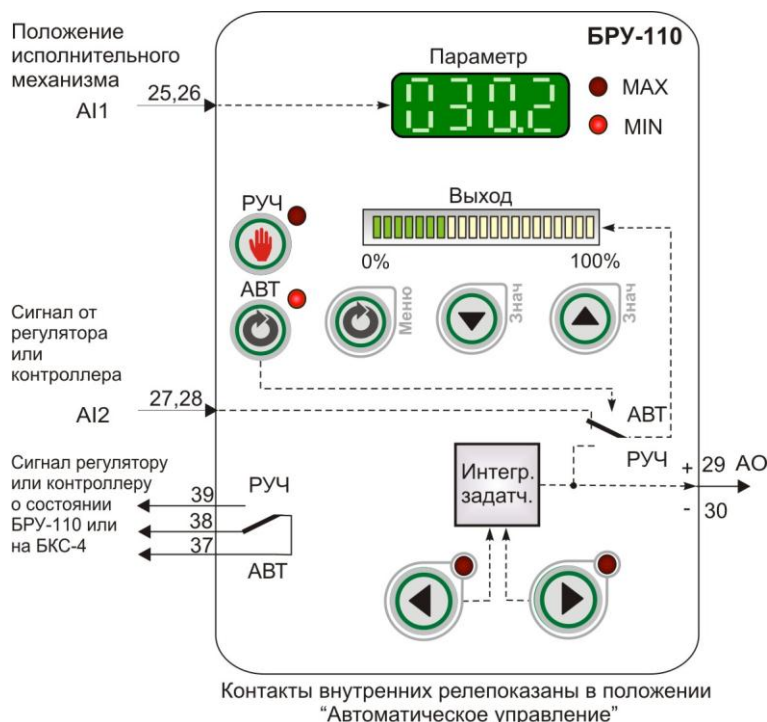 Положение
исполнительного
механизма
AI1
25,26
БРУ-110
Параметр
030.2
MAX
MIN
РУЧ
Выход
0%
100%
АВТ
Меню
Знач
Знач
Сигнал от
регулятора
или
контроллера
AI2
27,28
АВТ
РУЧ
Интегр.
задатч.
+ 29 АО
- 30
Сигнал регулятору
или контроллеру
о состоянии
БРУ-110 или
на БКС-4
39
38
37
РУЧ
АВТ
Контакты внутренних релепоказаны в положении
“Автоматическое управление”